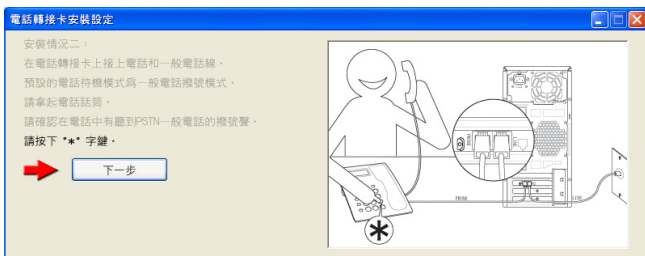 電話轉接卡安裝設定
安裝情況二：
在電話轉接卡上接上電話和一般電話線。
預設的電話待機模式為一般電話撥號模式。
請拿起電話話筒。
請確認在電話中有聽到PSTN一般電話的撥號聲。
請按下 "*" 字鍵。
下一步
PHONE
LINE